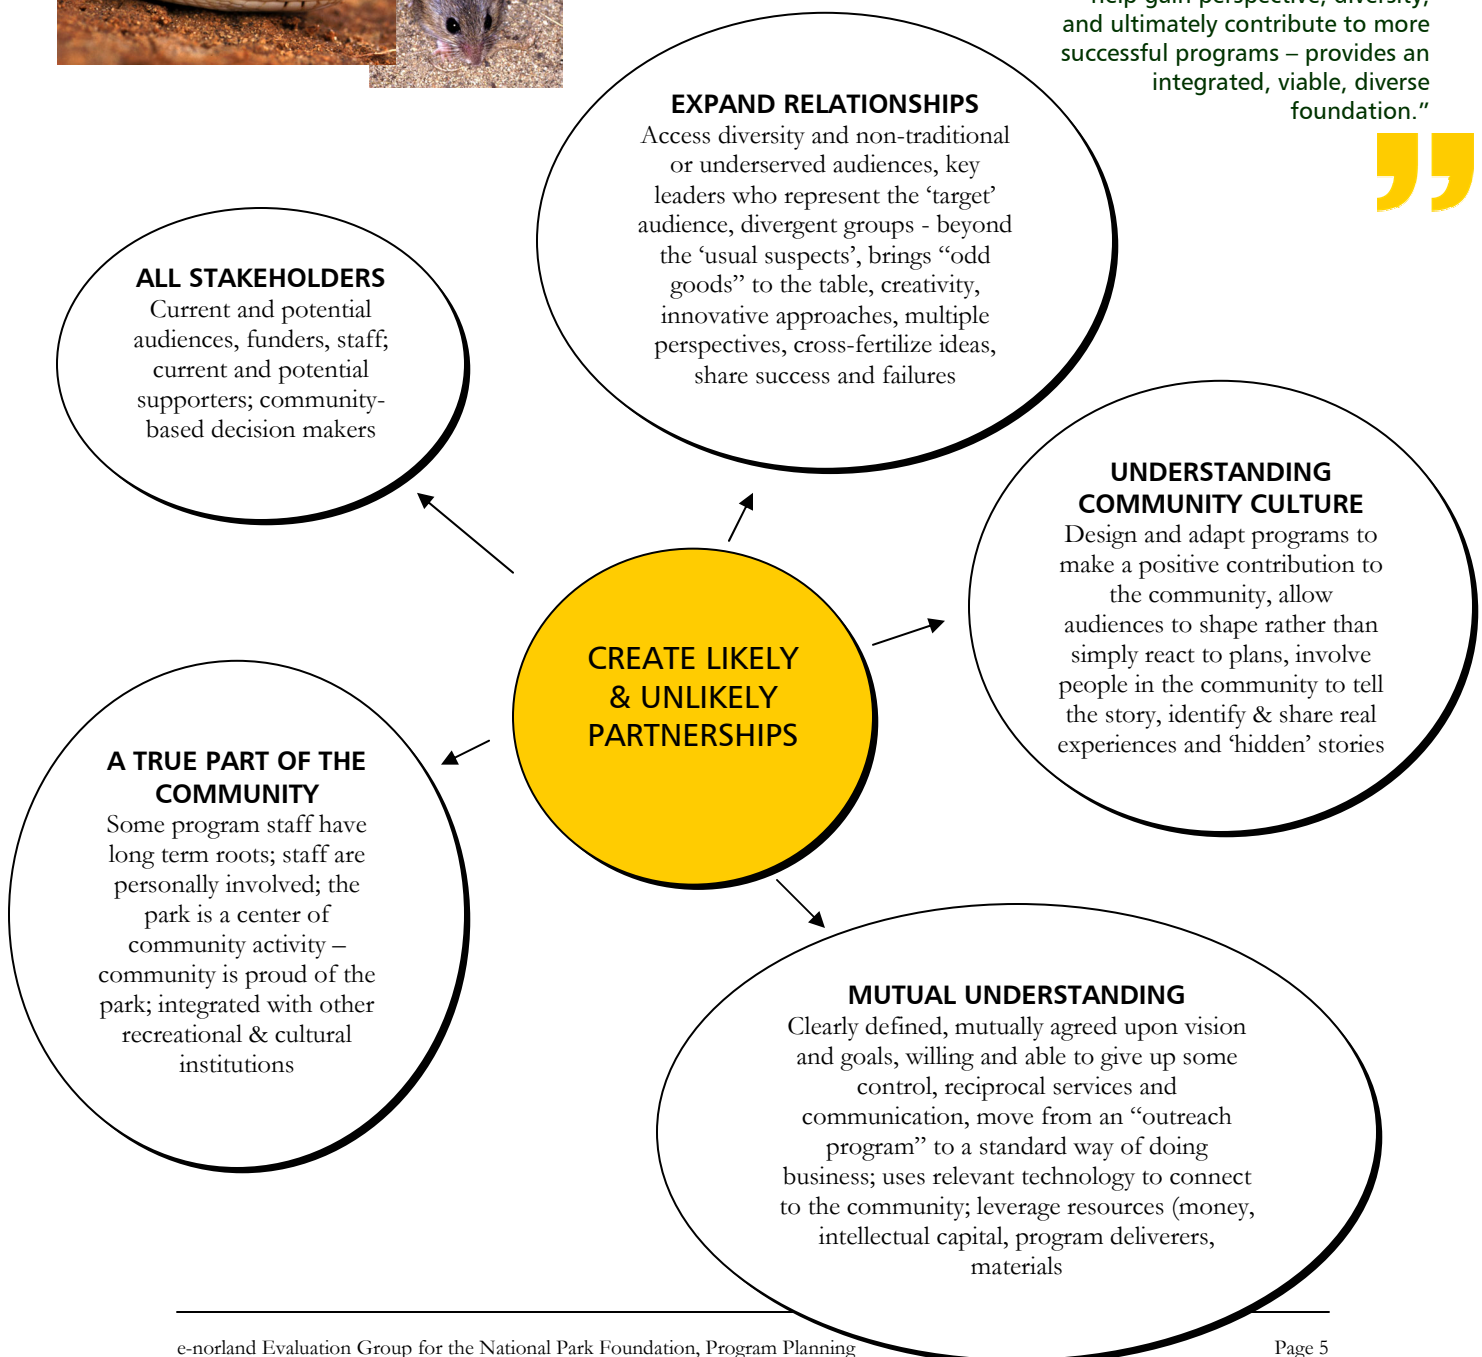 help gain perspective, diversity,
and ultimately contribute to more
successful programs – provides an
integrated, viable, diverse
foundation.”
EXPAND RELATIONSHIPS
Access diversity and non-traditional
or underserved audiences, key
leaders who represent the ‘target’
audience, divergent groups - beyond
the ‘usual suspects’, brings “odd
goods” to the table, creativity,
innovative approaches, multiple
perspectives, cross-fertilize ideas,
share success and failures
ALL STAKEHOLDERS
Current and potential
audiences, funders, staff;
current and potential
supporters; community-
based decision makers
UNDERSTANDING
COMMUNITY CULTURE
Design and adapt programs to
make a positive contribution to
the community, allow
audiences to shape rather than
simply react to plans, involve
people in the community to tell
the story, identify & share real
experiences and ‘hidden’ stories
CREATE LIKELY
& UNLIKELY
PARTNERSHIPS
A TRUE PART OF THE
COMMUNITY
Some program staff have
long term roots; staff are
personally involved; the
park is a center of
community activity –
community is proud of the
park; integrated with other
recreational & cultural
institutions
MUTUAL UNDERSTANDING
Clearly defined, mutually agreed upon vision
and goals, willing and able to give up some
control, reciprocal services and
communication, move from an “outreach
program” to a standard way of doing
business; uses relevant technology to connect
to the community; leverage resources (money,
intellectual capital, program deliverers,
materials
e-norland Evaluation Group for the National Park Foundation, Program Planning
Page 5